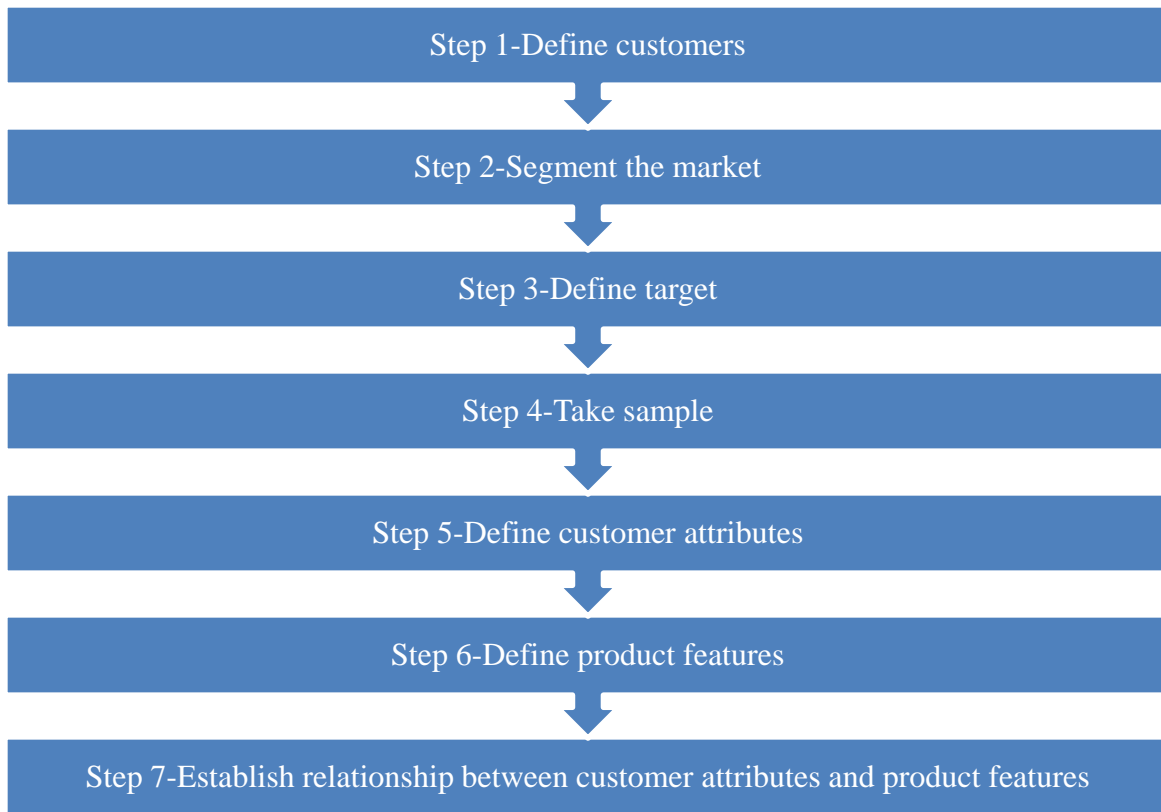 Step 1-Define customers
Step 2-Segment the market
Step 3-Define target
Step 4-Take sample
Step 5-Define customer attributes
Step 6-Define product features
Step 7-Establish relationship between customer attributes and product features